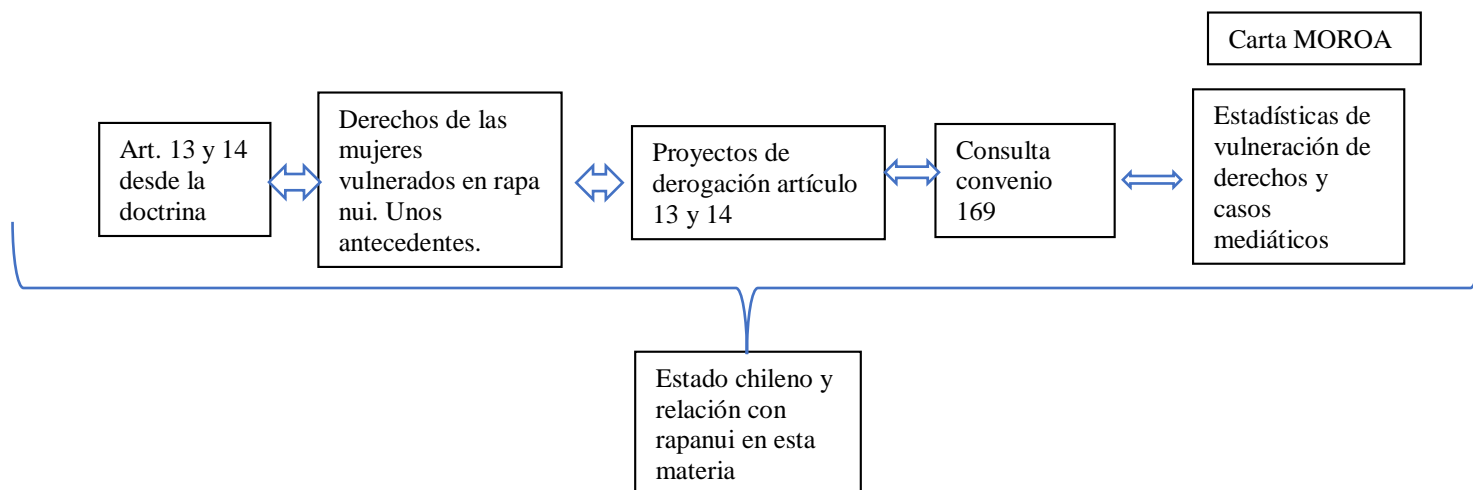 Carta MOROA
Art. 13 y 14
desde la
doctrina
Derechos de las
mujeres
vulnerados en rapa
nui. Unos
antecedentes.
Proyectos de
derogación artículo
13 y 14
Consulta
convenio
169
Estadísticas de
vulneración de
derechos y
casos
mediáticos
Estado chileno y
relación con
rapanui en esta
materia